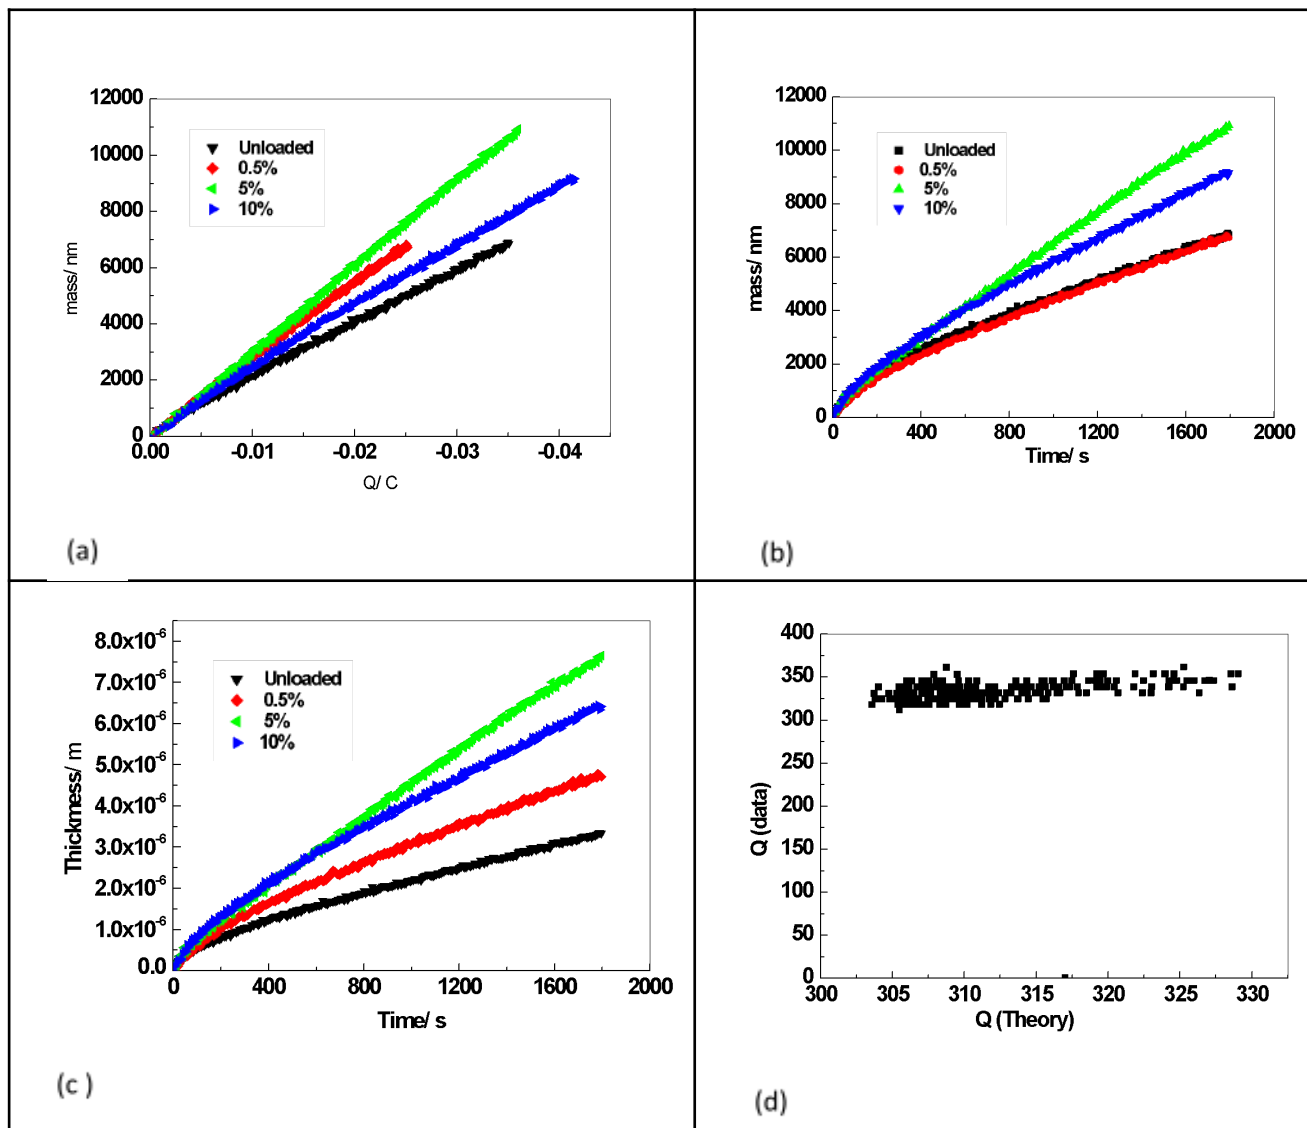 12000
10000
8000
6000
4000
2000
0
mass/ nm
Unloaded
0.5%
5%
10%
0.00 -0.01 -0.02 -0.03 -0.04
Q/ C
(a)
12000
10000
8000
6000
4000
2000
0
mass/ nm
Unloaded
0.5%
5%
10%
0 400 800 1200 1600 2000
Time/ s
(b)
8.0x10⁻⁶
7.0x10⁻⁶
6.0x10⁻⁶
5.0x10⁻⁶
4.0x10⁻⁶
3.0x10⁻⁶
2.0x10⁻⁶
1.0x10⁻⁶
0.0
Thickness/ m
Unloaded
0.5%
5%
10%
0 400 800 1200 1600 2000
Time/ s
(c )
400
350
300
250
200
150
100
50
0
Q (data)
300 305 310 315 320 325 330
Q (Theory)
(d)